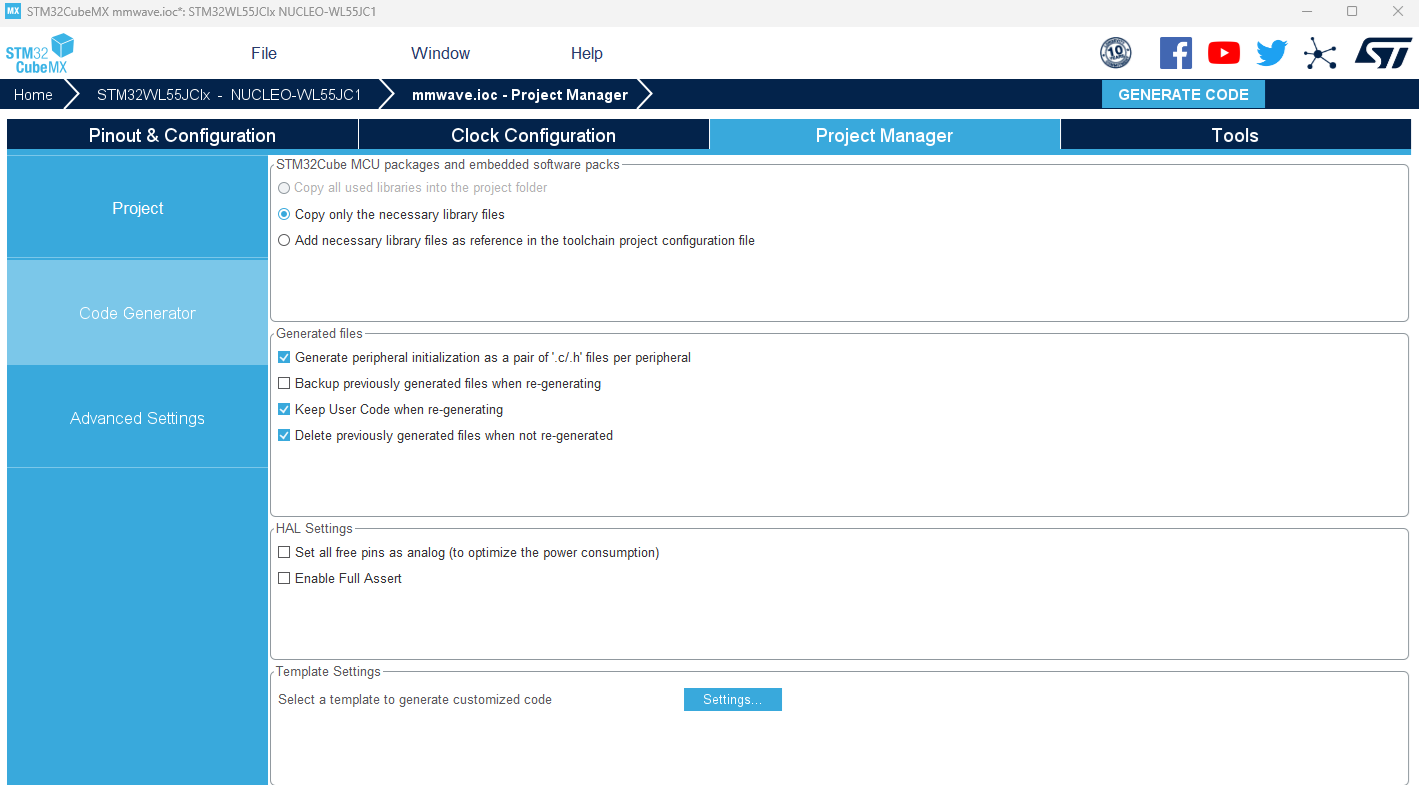 MX STM32CubeMX mmwave.ioc*: STM32WL55JCIx NUCLEO-WL55JC1
STM32
CubeMX
File Window Help
10
ST
Home STM32WL55JCIx - NUCLEO-WL55JC1 mmwave.ioc - Project Manager GENERATE CODE
Pinout & Configuration Clock Configuration Project Manager Tools
Project
Code Generator
Advanced Settings
STM32Cube MCU packages and embedded software packs
Copy all used libraries into the project folder
Copy only the necessary library files
Add necessary library files as reference in the toolchain project configuration file
Generated files
Generate peripheral initialization as a pair of '.c/.h' files per peripheral
Backup previously generated files when re-generating
Keep User Code when re-generating
Delete previously generated files when not re-generated
HAL Settings
Set all free pins as analog (to optimize the power consumption)
Enable Full Assert
Template Settings
Select a template to generate customized code Settings...